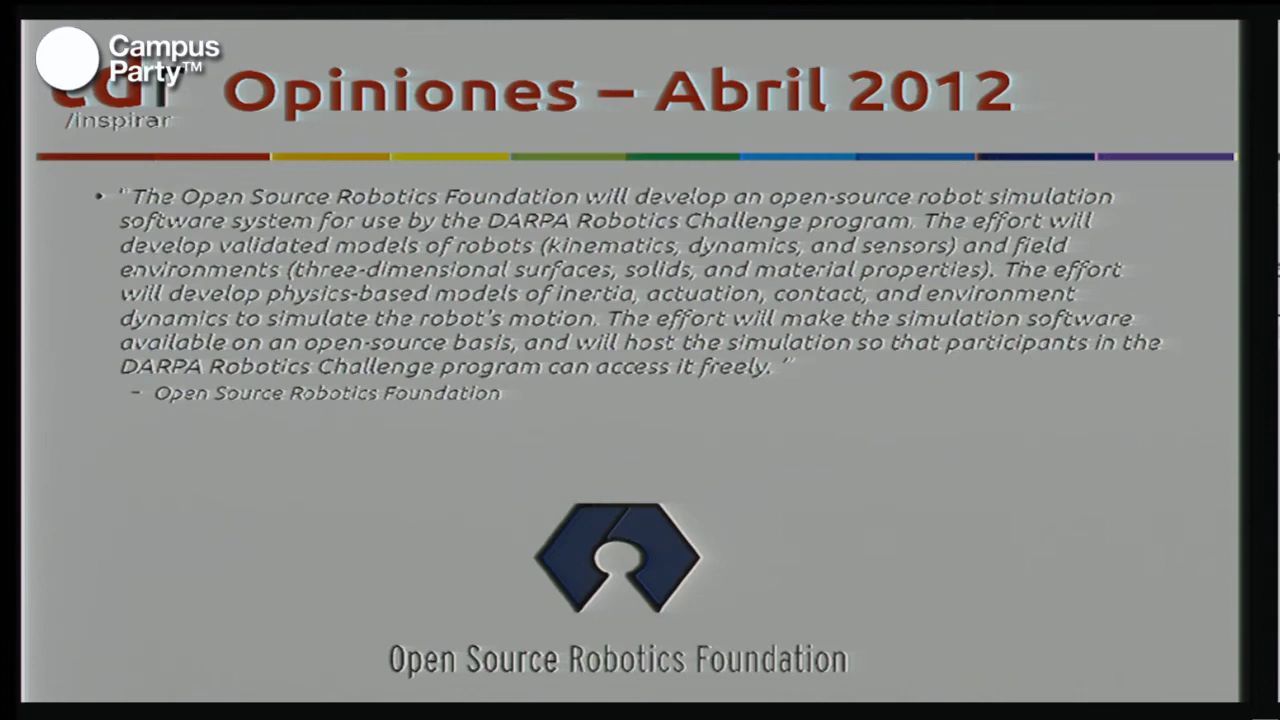 Campus
Party™
/inspirar
Opiniones – Abril 2012
• “The Open Source Robotics Foundation will develop an open-source robot simulation
software system for use by the DARPA Robotics Challenge program. The effort will
develop validated models of robots (kinematics, dynamics, and sensors) and field
environments (three-dimensional surfaces, solids, and material properties). The effort
will develop physics-based models of inertia, actuation, contact, and environment
dynamics to simulate the robot’s motion. The effort will make the simulation software
available on an open-source basis, and will host the simulation so that participants in the
DARPA Robotics Challenge program can access it freely. ”
– Open Source Robotics Foundation
Open Source Robotics Foundation